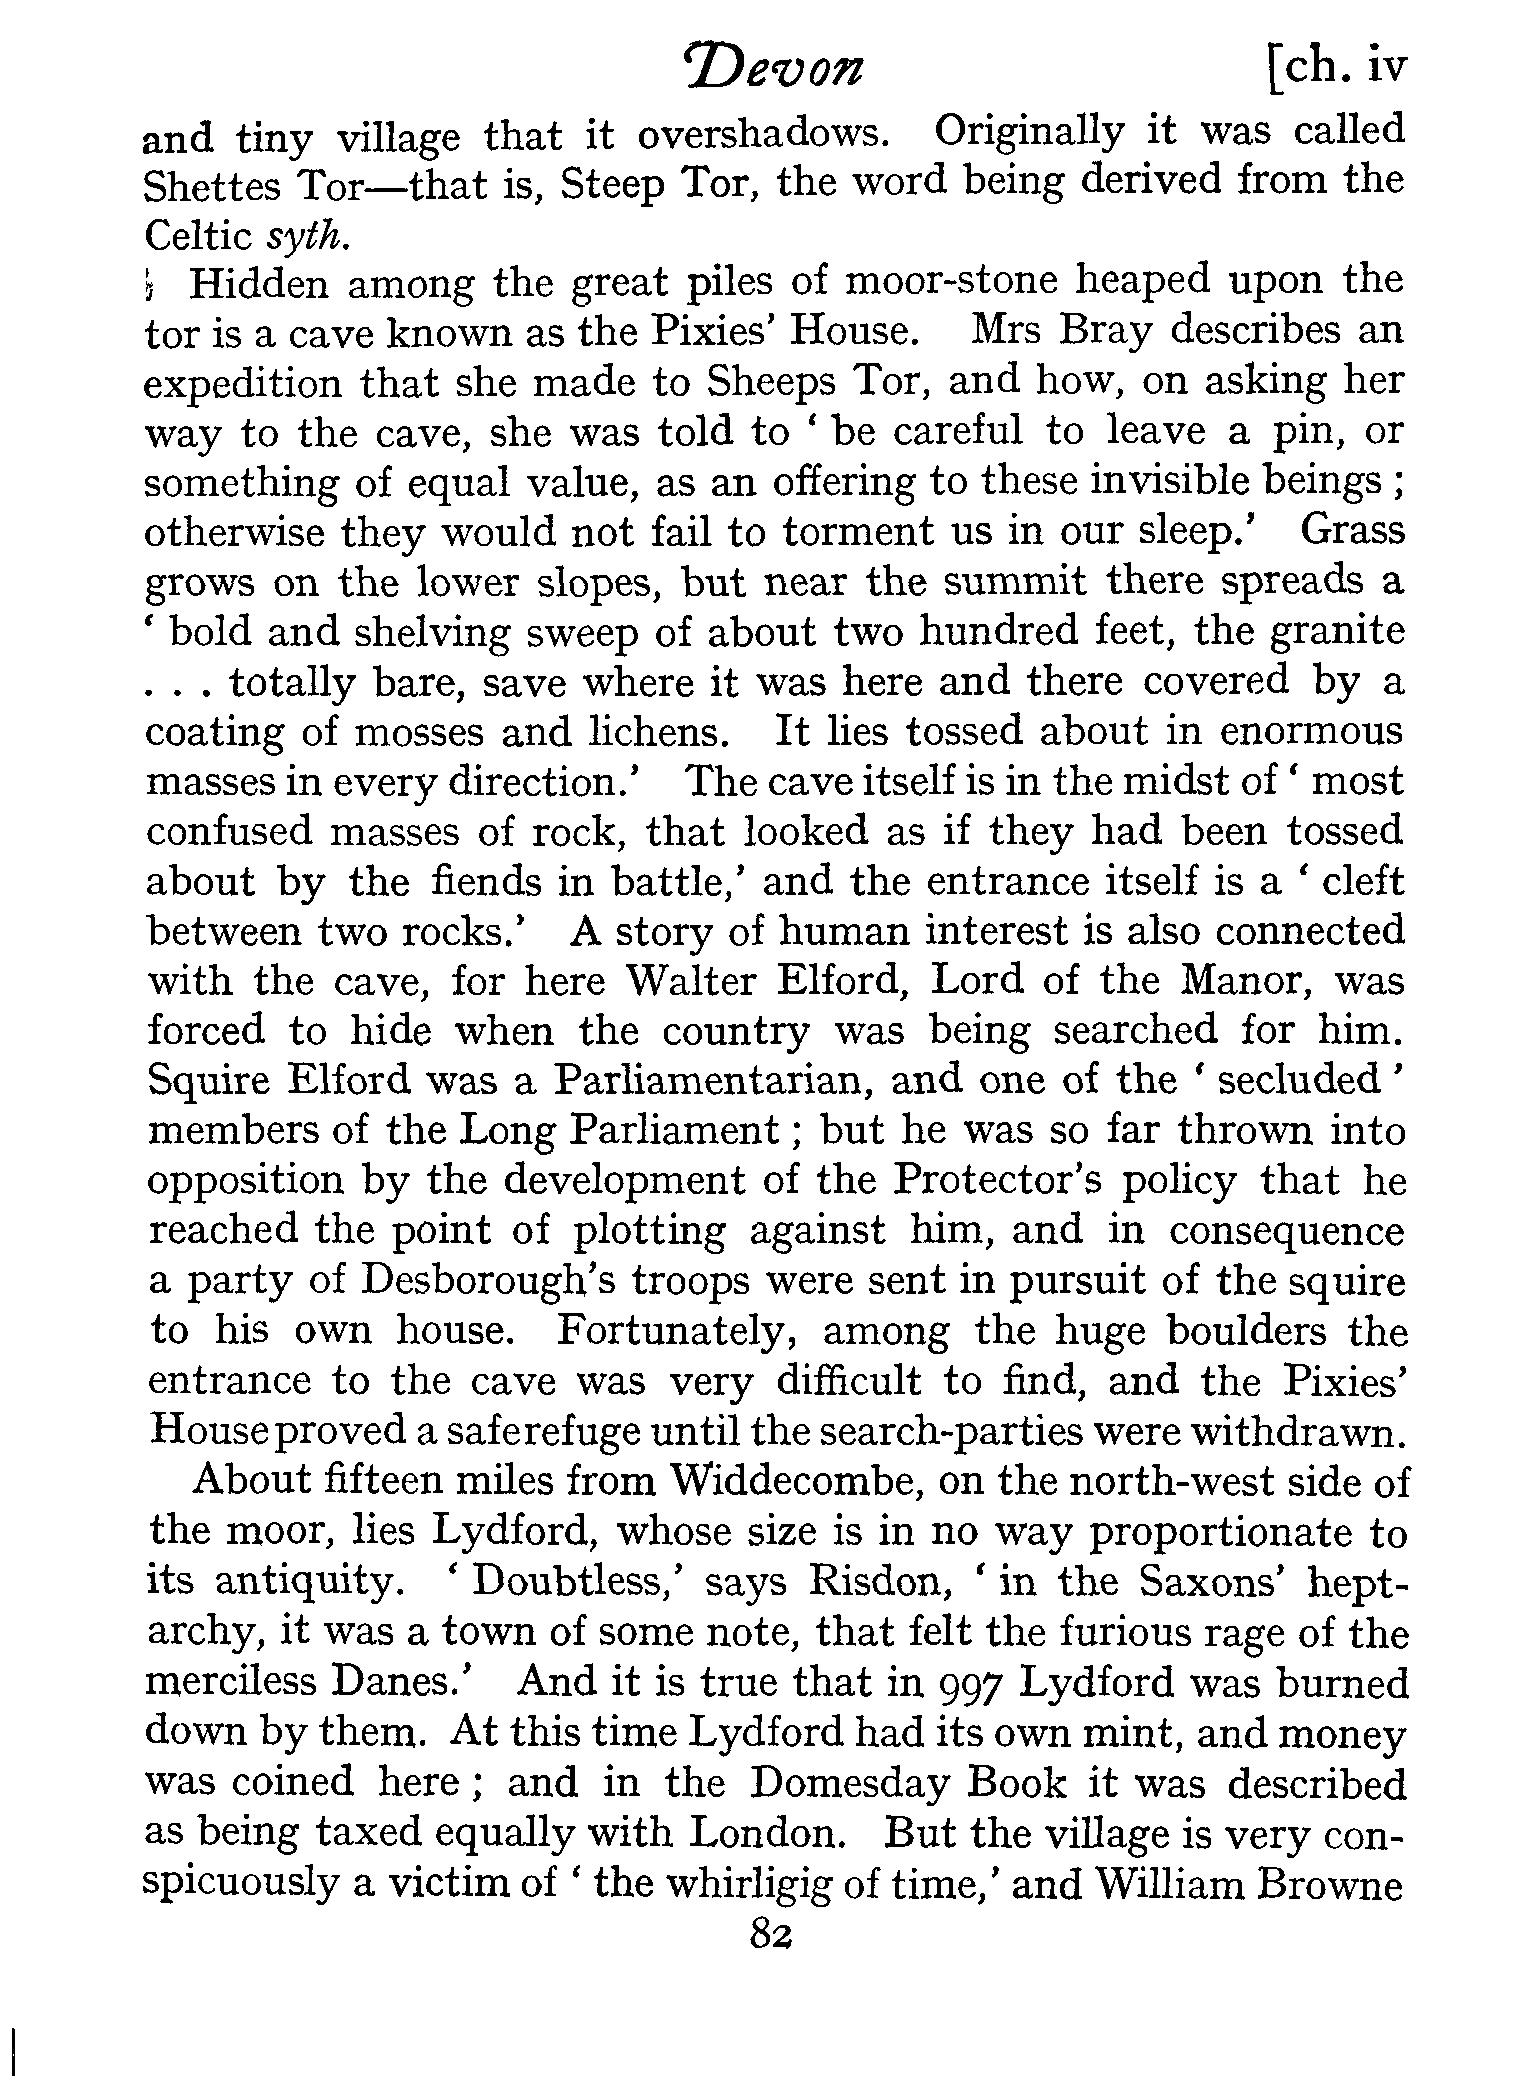 Devon [ch. iv
and tiny village that it overshadows. Originally it was called
Shettes Tor—that is, Steep Tor, the word being derived from the
Celtic syth.
Hidden among the great piles of moor-stone heaped upon the
tor is a cave known as the Pixies' House. Mrs Bray describes an
expedition that she made to Sheeps Tor, and how, on asking her
way to the cave, she was told to ‘ be careful to leave a pin, or
something of equal value, as an offering to these invisible beings ;
otherwise they would not fail to torment us in our sleep.’ Grass
grows on the lower slopes, but near the summit there spreads a
‘ bold and shelving sweep of about two hundred feet, the granite
. . . totally bare, save where it was here and there covered by a
coating of mosses and lichens. It lies tossed about in enormous
masses in every direction.’ The cave itself is in the midst of ‘ most
confused masses of rock, that looked as if they had been tossed
about by the fiends in battle,’ and the entrance itself is a ‘ cleft
between two rocks.’ A story of human interest is also connected
with the cave, for here Walter Elford, Lord of the Manor, was
forced to hide when the country was being searched for him.
Squire Elford was a Parliamentarian, and one of the ‘ secluded ’
members of the Long Parliament ; but he was so far thrown into
opposition by the development of the Protector's policy that he
reached the point of plotting against him, and in consequence
a party of Desborough's troops were sent in pursuit of the squire
to his own house. Fortunately, among the huge boulders the
entrance to the cave was very difficult to find, and the Pixies'
House proved a safe refuge until the search-parties were withdrawn.
About fifteen miles from Widdecombe, on the north-west side of
the moor, lies Lydford, whose size is in no way proportionate to
its antiquity. ‘ Doubtless,’ says Risdon, ‘ in the Saxons' hept-
archy, it was a town of some note, that felt the furious rage of the
merciless Danes.’ And it is true that in 997 Lydford was burned
down by them. At this time Lydford had its own mint, and money
was coined here ; and in the Domesday Book it was described
as being taxed equally with London. But the village is very con-
spicuously a victim of ‘ the whirligig of time,’ and William Browne
82